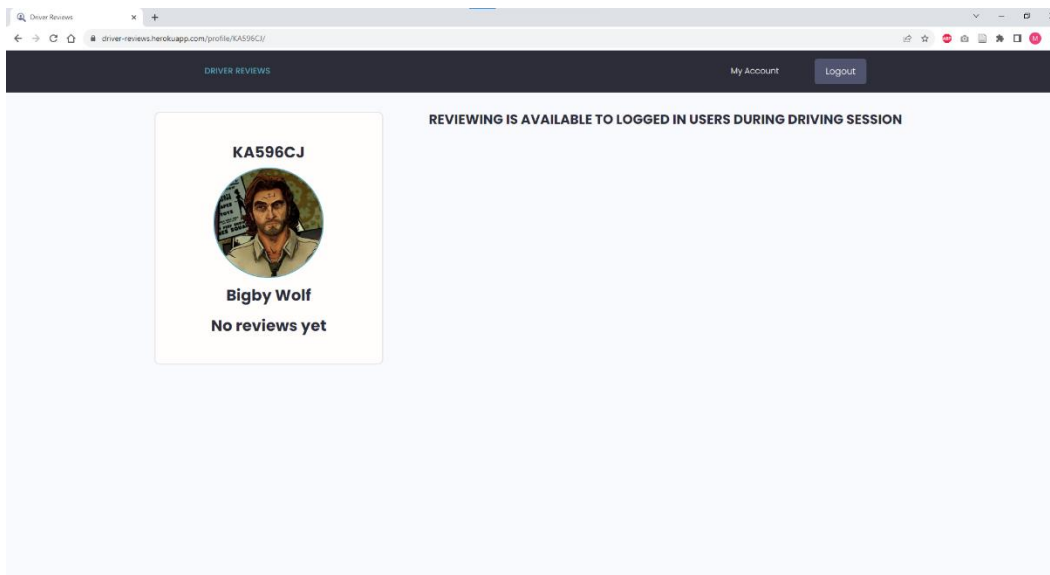 Driver Reviews
driver-reviews.herokuapp.com/profile/KA596CJ/
DRIVER REVIEWS
My Account
Logout
REVIEWING IS AVAILABLE TO LOGGED IN USERS DURING DRIVING SESSION
KA596CJ
Bigby Wolf
No reviews yet